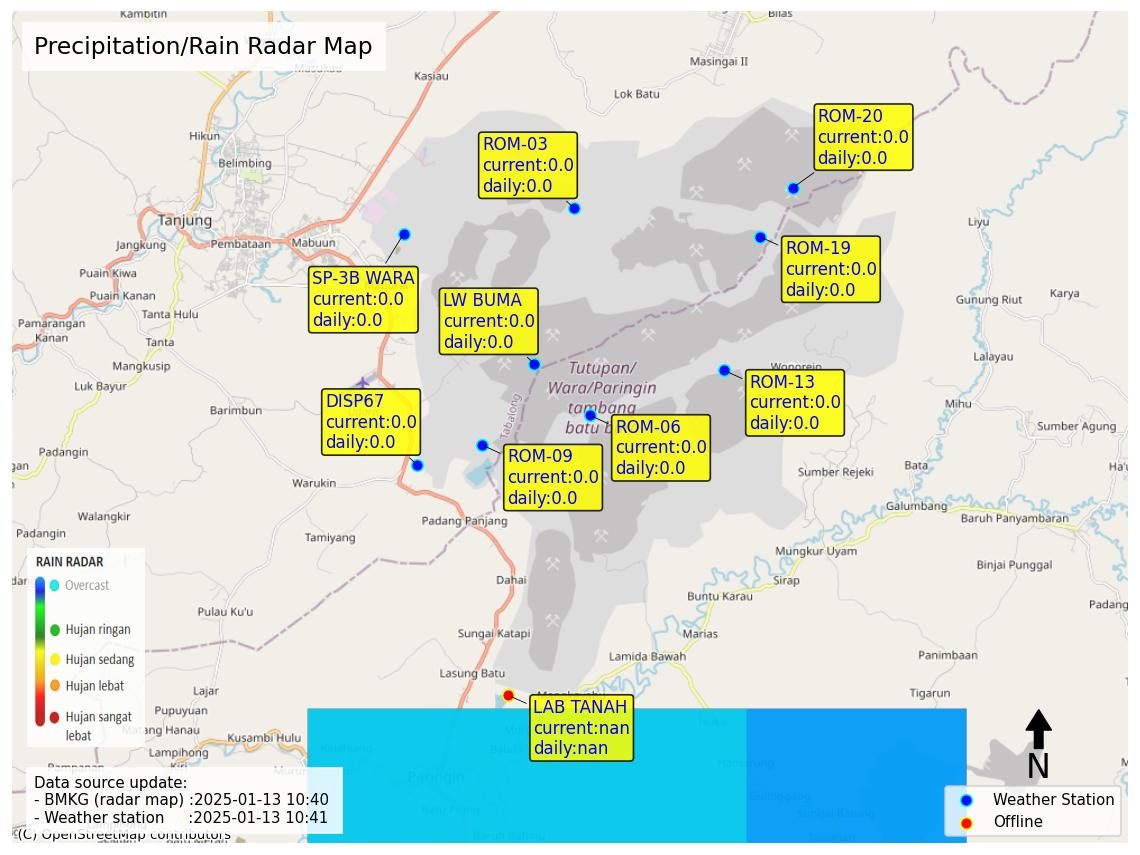 Kambitin
Bilas
Precipitation/Rain Radar Map
Masukau
Kasiau
Masingai II
Lok Batu
ROM-20
current:0.0
daily:0.0
Hikun
ROM-03
current:0.0
daily:0.0
Belimbing
Tanjung
Liyu
Jangkung
Pembataan
Mabuun
ROM-19
current:0.0
daily:0.0
Puain Kiwa
SP-3B WARA
current:0.0
daily:0.0
Puain Kanan
LW BUMA
current:0.0
daily:0.0
Gunung Riut
Karya
Tanta Hulu
Pamarangan
Kanan
Tanta
Lalayau
Mangkusip
Wonorejo
Tutupan/
Wara/Paringin
tambang
batu b
ROM-13
current:0.0
daily:0.0
Luk Bayur
DISP67
current:0.0
daily:0.0
Barimbun
Tabalong
Mihu
ROM-06
current:0.0
daily:0.0
Sumber Agung
Padangin
ROM-09
current:0.0
daily:0.0
gan
Bata
Sumber Rejeki
Warukin
Galumbang
Walangkir
Padang Panjang
Baruh Panyambaran
Padangin
Tamiyang
Mungkur Uyam
RAIN RADAR
Binjai Punggal
dar
Dahai
Sirap
Overcast
Buntu Karau
Padang
Pulau Ku'u
Hujan ringan
Sungai Katapi
Marias
Hujan sedang
Lamida Bawah
Panimbaan
Lasung Batu
Hujan lebat
Lajar
Tigarun
LAB TANAH
current:nan
daily:nan
Pupuyuan
Hujan sangat
lebat
Matang Hanau
Kusambi Hulu
Lampihong
Kiri
Paringin
N
Data source update:
- BMKG (radar map) :2025-01-13 10:40
- Weather station :2025-01-13 10:41
Weather Station
Offline
(C) OpenStreetMap contributors